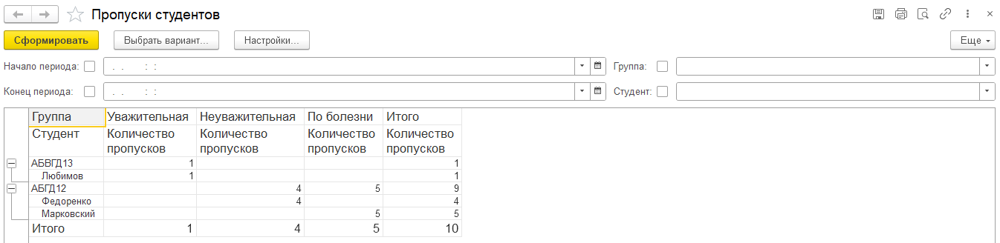 Пропуски студентов
Сформировать Выбрать вариант... Настройки... Еще
Начало периода: . . : : Группа:
Конец периода: . . : : Студент:
Группа Уважительная Неуважительная По болезни Итого
Студент Количество Количество Количество Количество
пропусков пропусков пропусков пропусков
АБВГД13 1 1
Любимов 1 1
АБГД12 4 5 9
Федоренко 4 4
Марковский 5 5
Итого 1 4 5 10